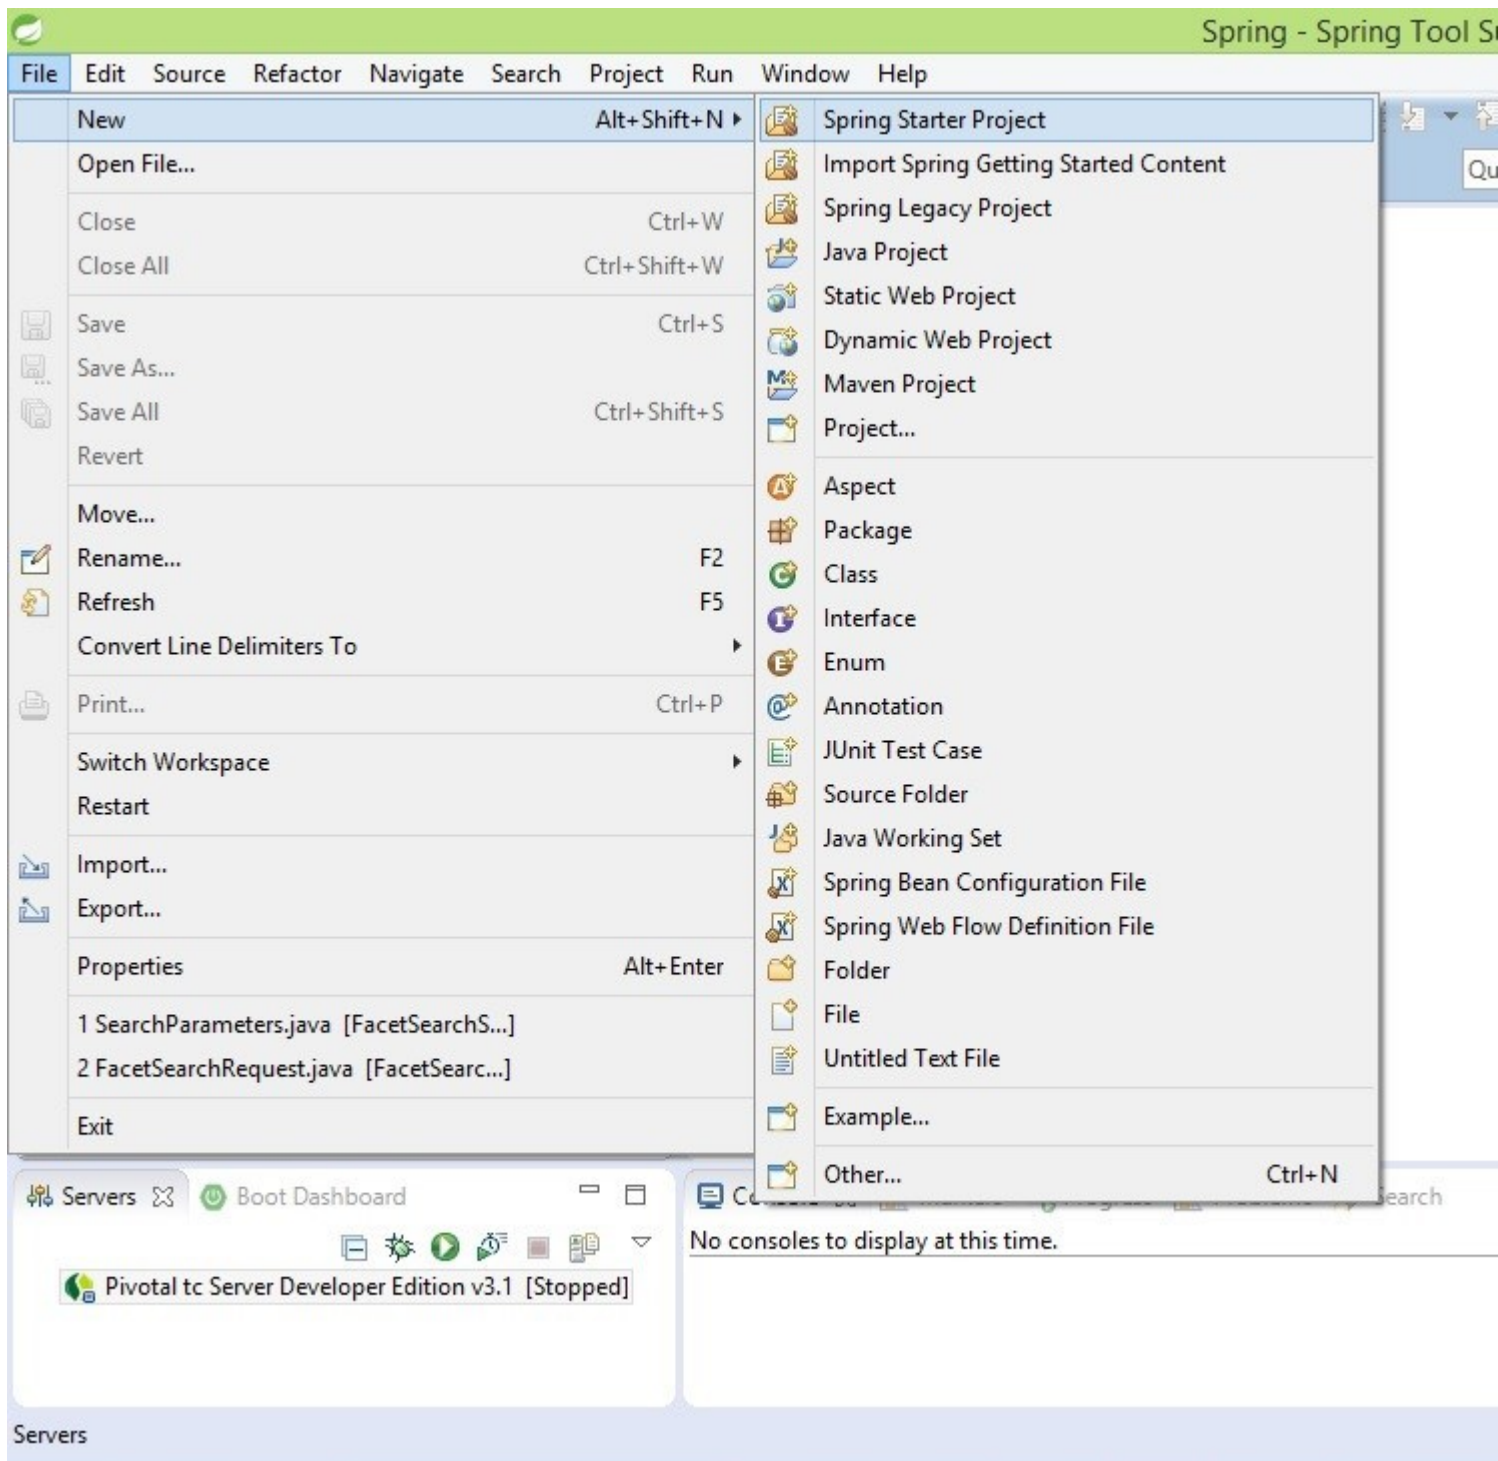 Spring - Spring Tool
File Edit Source Refactor Navigate Search Project Run Window Help
New Alt+Shift+N
Open File...
Close Ctrl+W
Close All Ctrl+Shift+W
Save Ctrl+S
Save As...
Save All Ctrl+Shift+S
Revert
Move...
Rename... F2
Refresh F5
Convert Line Delimiters To
Print... Ctrl+P
Switch Workspace
Restart
Import...
Export...
Properties Alt+Enter
1 SearchParameters.java [FacetSearchS...]
2 FacetSearchRequest.java [FacetSearc...]
Exit
Spring Starter Project
Import Spring Getting Started Content
Spring Legacy Project
Java Project
Static Web Project
Dynamic Web Project
Maven Project
Project...
Aspect
Package
Class
Interface
Enum
Annotation
JUnit Test Case
Source Folder
Java Working Set
Spring Bean Configuration File
Spring Web Flow Definition File
Folder
File
Untitled Text File
Example...
Other... Ctrl+N
Servers Boot Dashboard
Pivotal tc Server Developer Edition v3.1 [Stopped]
No consoles to display at this time.
Servers